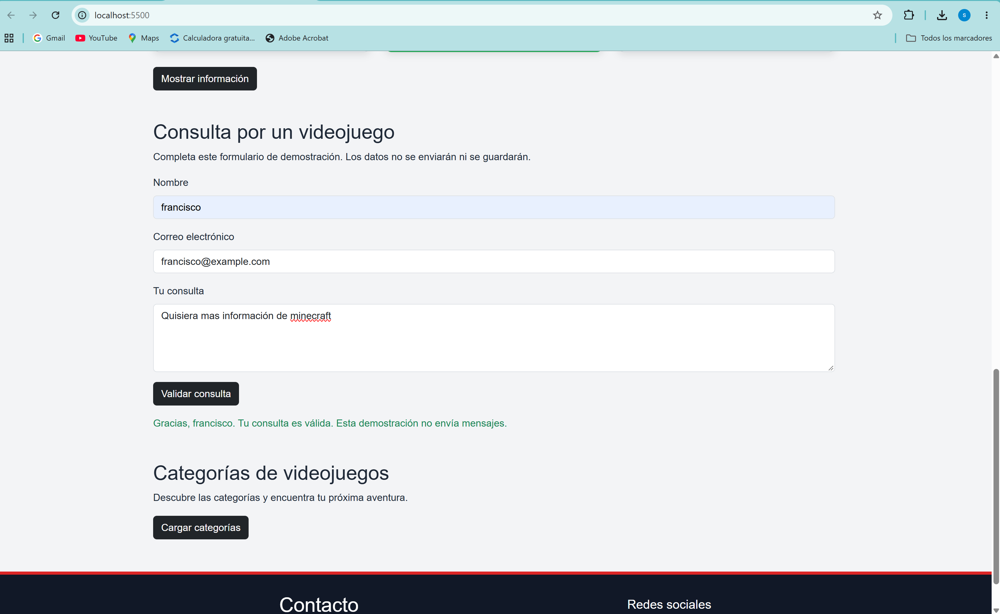 localhost:5500
Gmail YouTube Maps Calculadora gratuita... Adobe Acrobat Todos los marcadores
S
Mostrar información
Consulta por un videojuego
Completa este formulario de demostración. Los datos no se enviarán ni se guardarán.
Nombre
francisco
Correo electrónico
francisco@example.com
Tu consulta
Quisiera mas información de minecraft
Validar consulta
Gracias, francisco. Tu consulta es válida. Esta demostración no envía mensajes.
Categorías de videojuegos
Descubre las categorías y encuentra tu próxima aventura.
Cargar categorías
Contacto Redes sociales